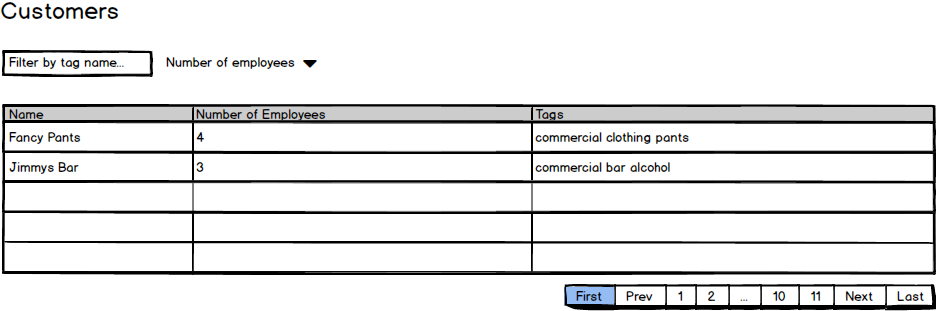 Customers
Filter by tag name... Number of employees
Name Number of Employees Tags
Fancy Pants 4 commercial clothing pants
Jimmys Bar 3 commercial bar alcohol
First Prev 1 2 ... 10 11 Next Last